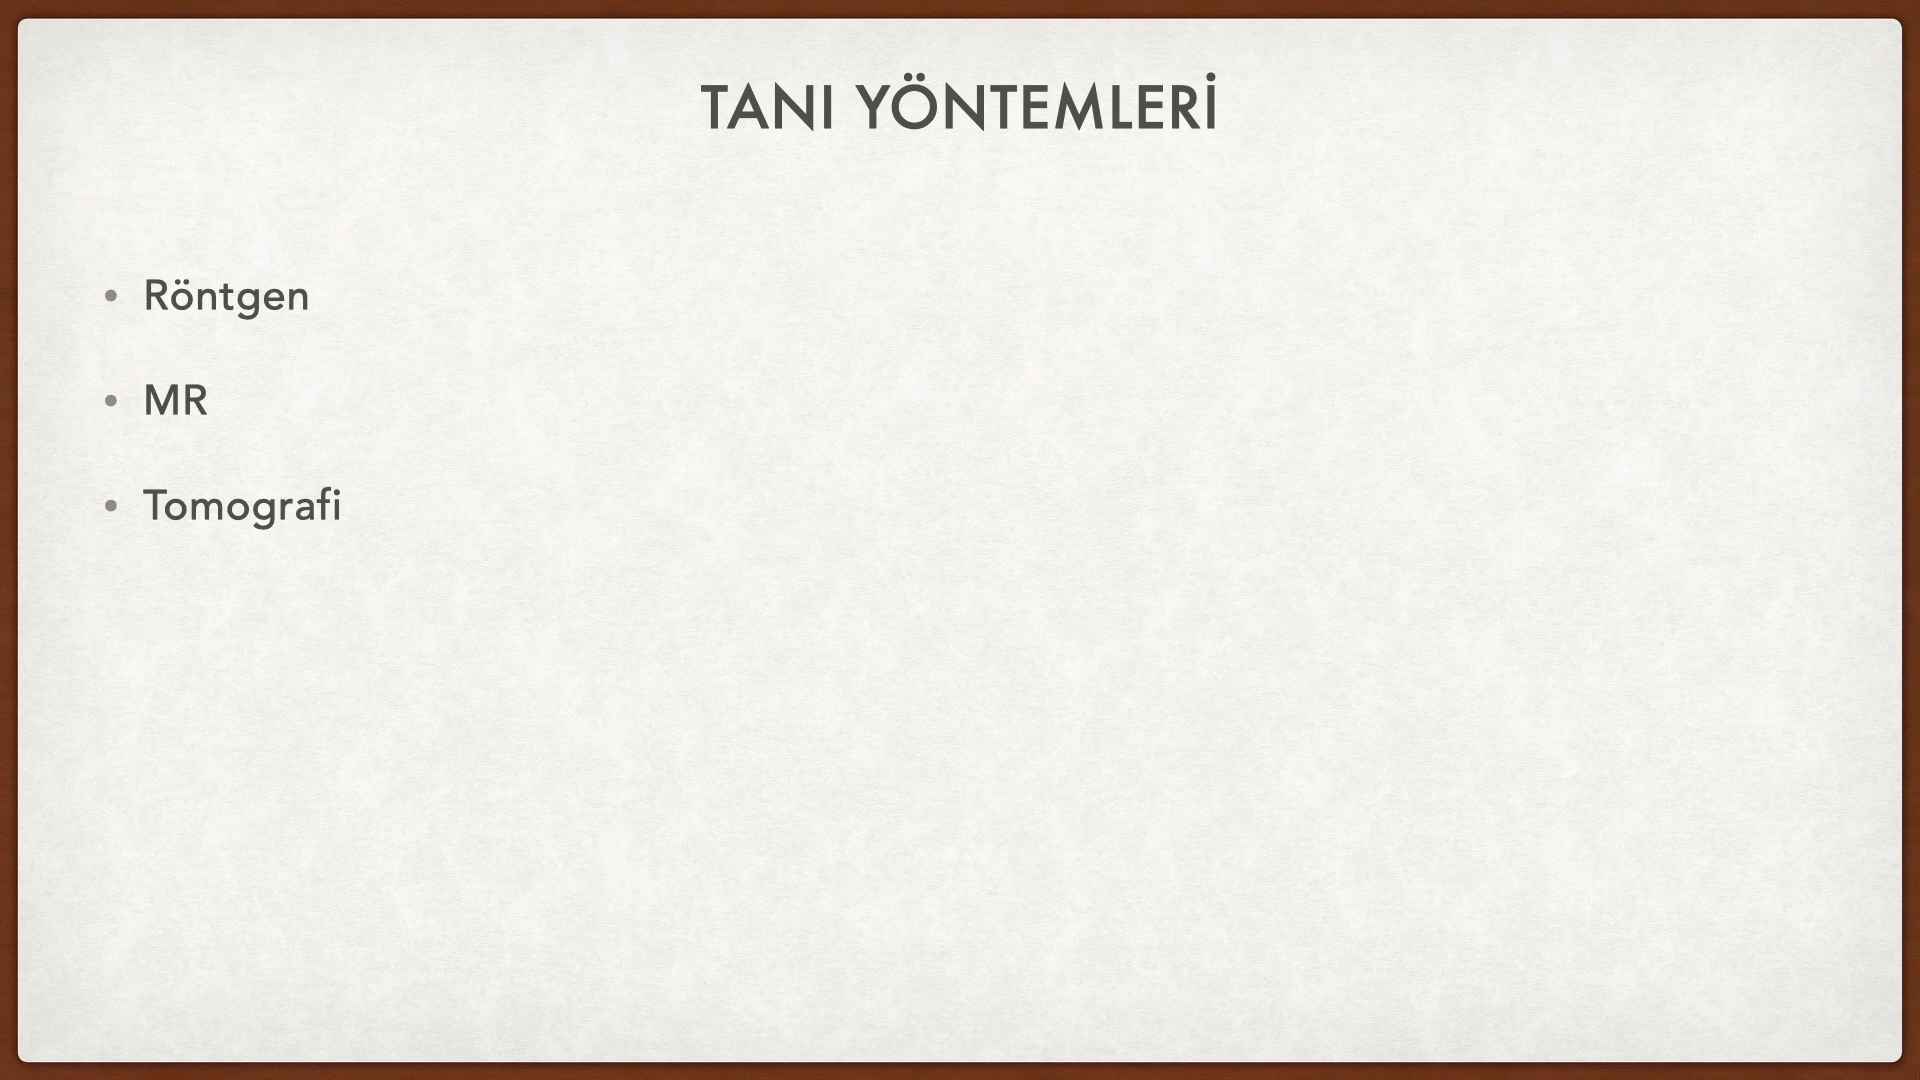 TANI YÖNTEMLERİ
• Röntgen
• MR
• Tomografi